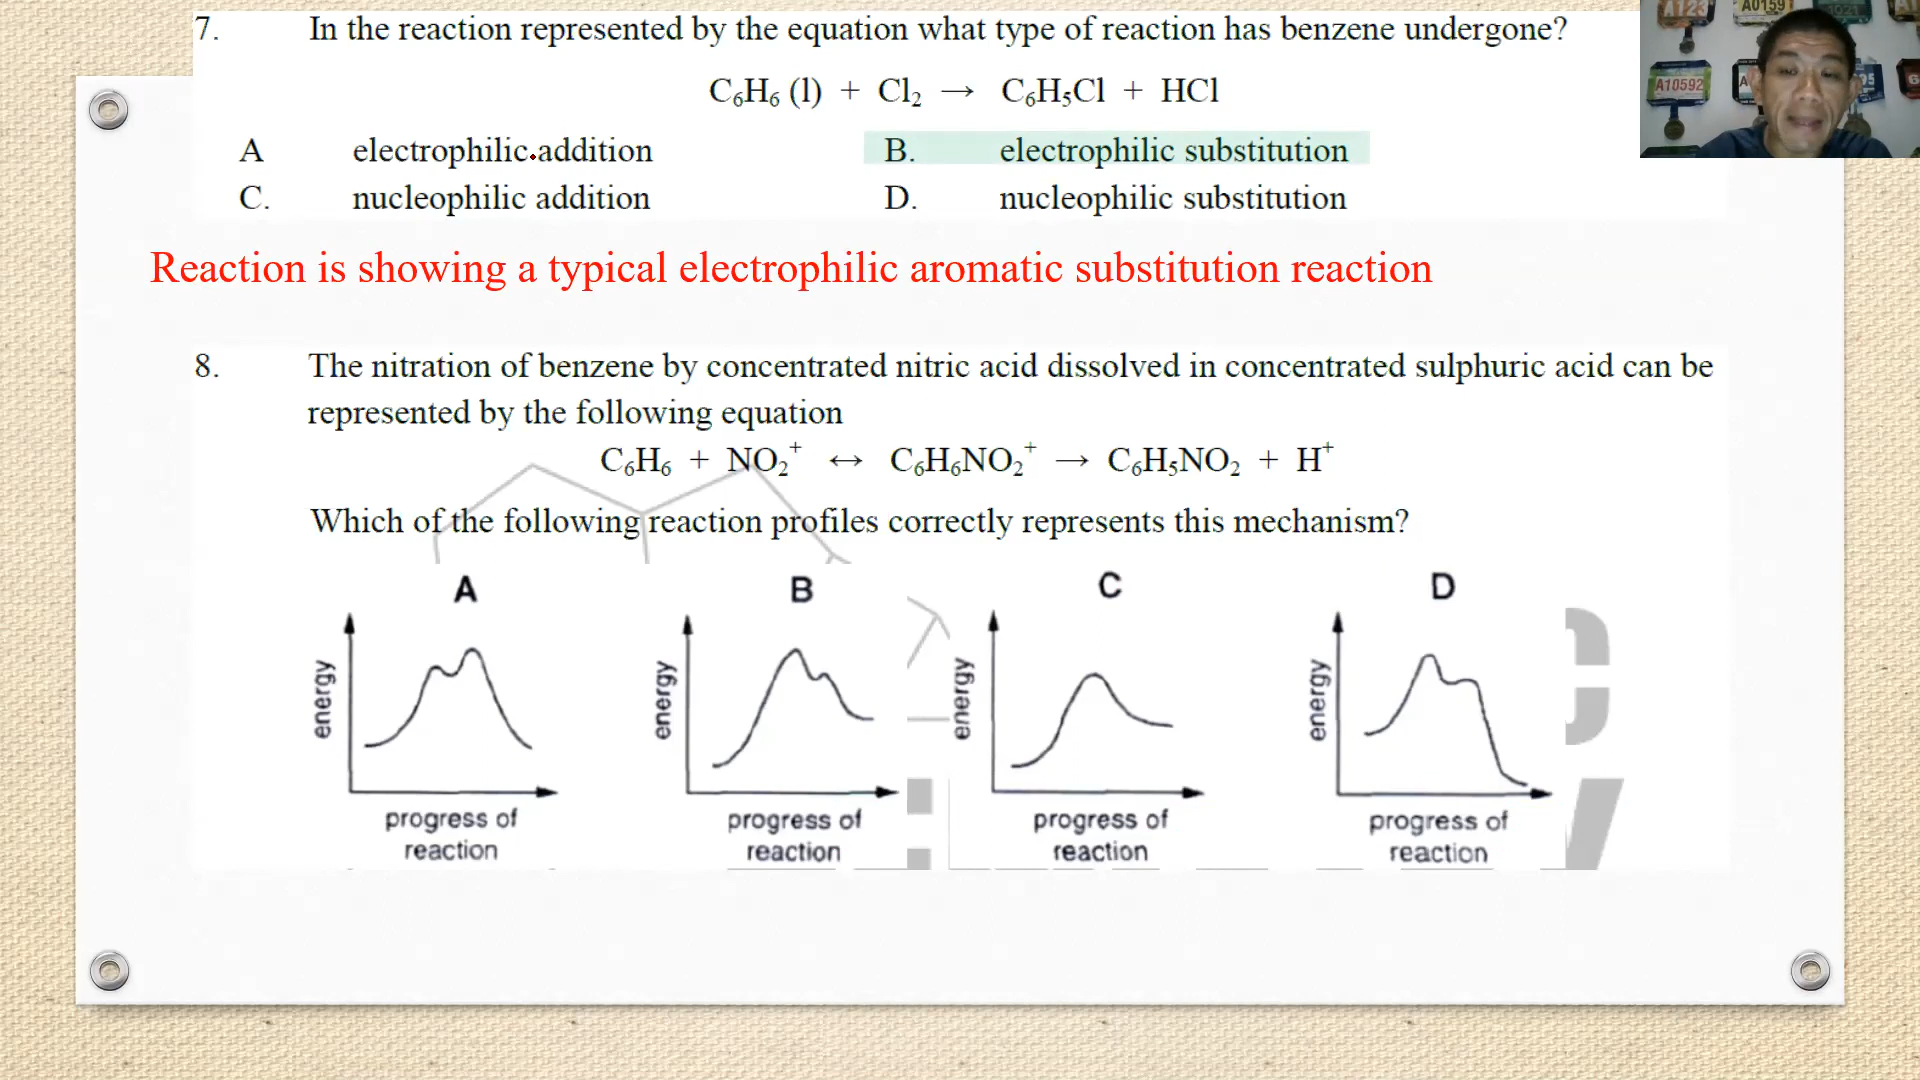 7. In the reaction represented by the equation what type of reaction has benzene undergone?
C₆H₆ (l) + Cl₂ → C₆H₅Cl + HCl
A electrophilic addition B. electrophilic substitution
C. nucleophilic addition D. nucleophilic substitution
Reaction is showing a typical electrophilic aromatic substitution reaction
8. The nitration of benzene by concentrated nitric acid dissolved in concentrated sulphuric acid can be
represented by the following equation
C₆H₆ + NO₂⁺ ↔ C₆H₆NO₂⁺ → C₆H₅NO₂ + H⁺
Which of the following reaction profiles correctly represents this mechanism?
A B C D
energy energy energy energy
progress of progress of progress of progress of
reaction reaction reaction reaction
A123 A0159
A10592